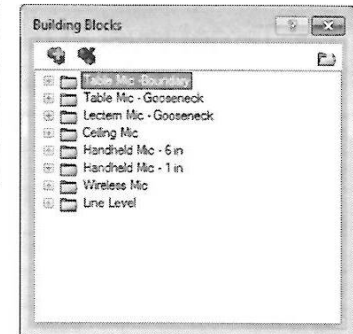 Building Blocks
Table Mic - Boundary
Table Mic - Gooseneck
Lectern Mic - Gooseneck
Ceiling Mic
Handheld Mic - 6 in
Handheld Mic - 1 in
Wireless Mic
Line Level